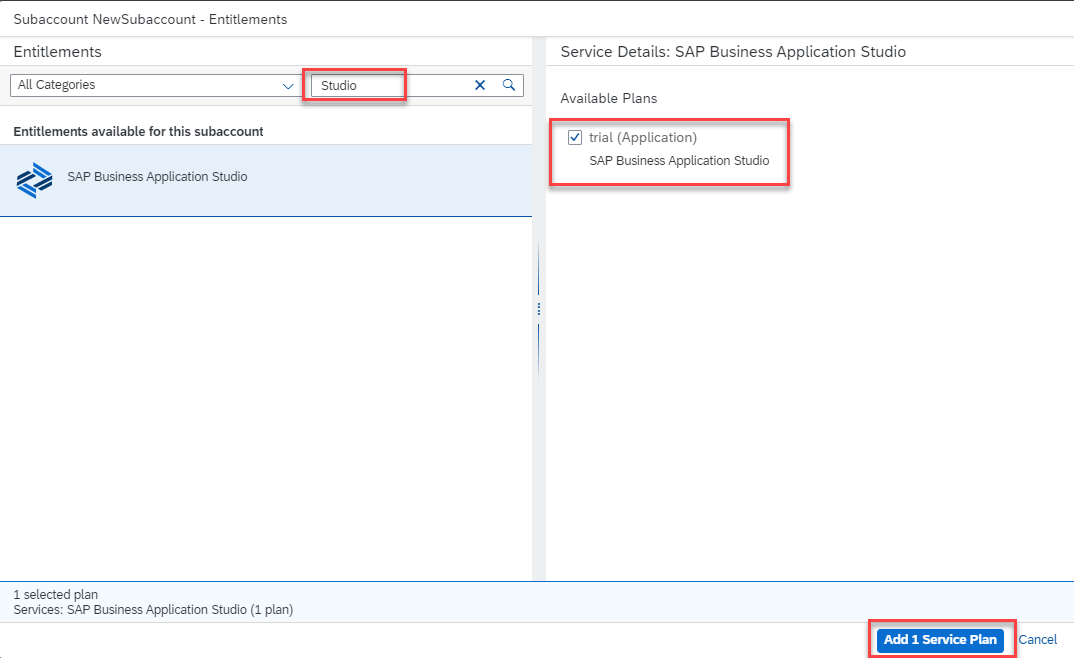 Subaccount NewSubaccount - Entitlements
Entitlements
All Categories
Studio
Entitlements available for this subaccount
SAP Business Application Studio
Service Details: SAP Business Application Studio
Available Plans
trial (Application)
SAP Business Application Studio
1 selected plan
Services: SAP Business Application Studio (1 plan)
Add 1 Service Plan
Cancel